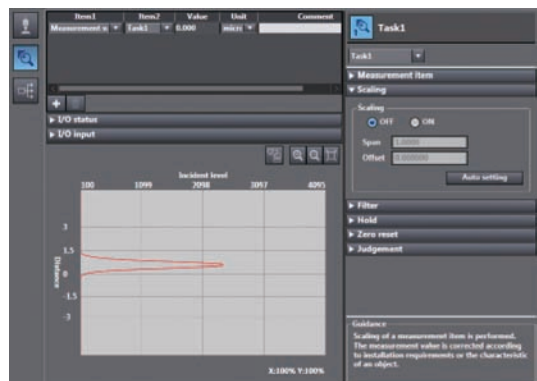 Item1 Item2 Value Unit Comment
Measurement v Task1 0.000 micro
I/O status
I/O input
Incident level
100 1099 2098 3097 4095
3
1.5
0
-1.5
-3
Distance
X:100% Y:100%
Task1
Task1
Measurement item
Scaling
Scaling
OFF ON
Span 1.0000
Offset 0.000000
Auto setting
Filter
Hold
Zero reset
Judgement
Guidance
Scaling of a measurement item is performed.
The measurement value is corrected according
to installation requirements or the characteristic
of an object.